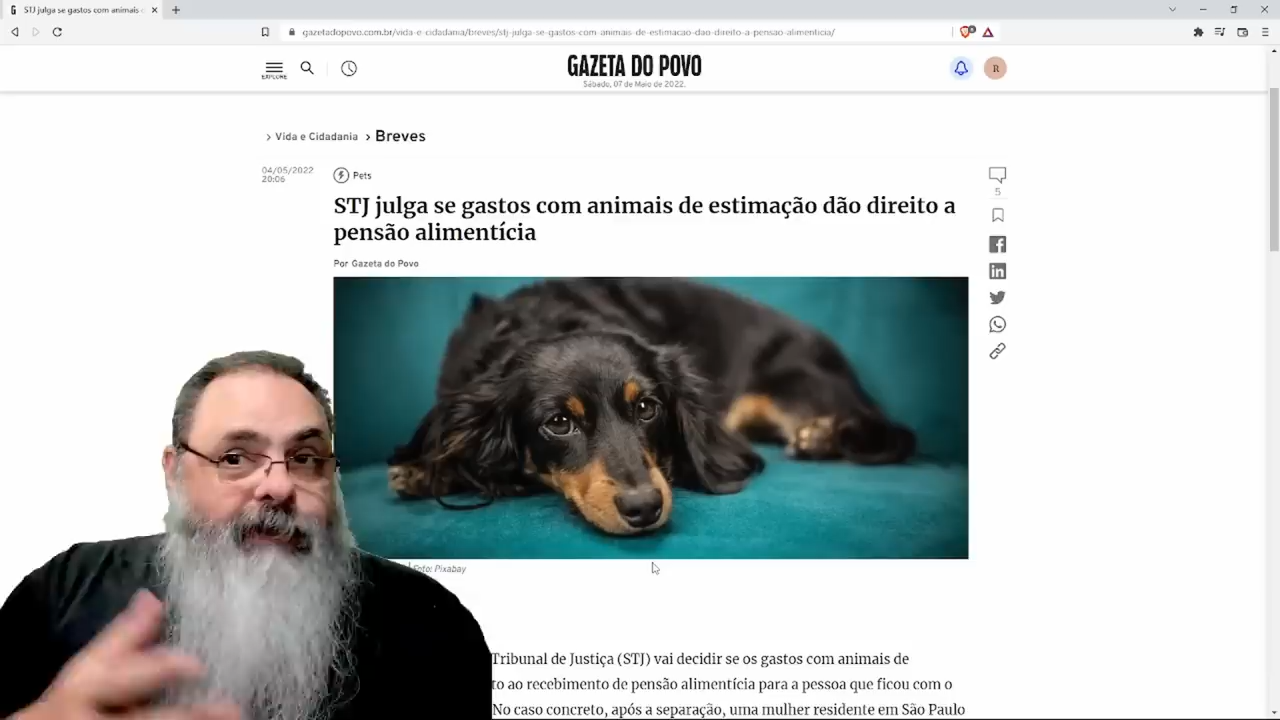 STJ julga se gastos com animais
gazetadopovo.com.br/vida-e-cidadania/breves/stj-julga-se-gastos-com-animais-de-estimacao-dao-direito-a-pensao-alimenticia/
EXPLORE
GAZETA DO POVO
Sábado, 07 de Maio de 2022.
R
> Vida e Cidadania > Breves
04/05/2022
20:06
Pets
5
STJ julga se gastos com animais de estimação dão direito a
pensão alimentícia
Por Gazeta do Povo
Foto: Pixabay
Tribunal de Justiça (STJ) vai decidir se os gastos com animais de
to ao recebimento de pensão alimentícia para a pessoa que ficou com o
No caso concreto, após a separação, uma mulher residente em São Paulo